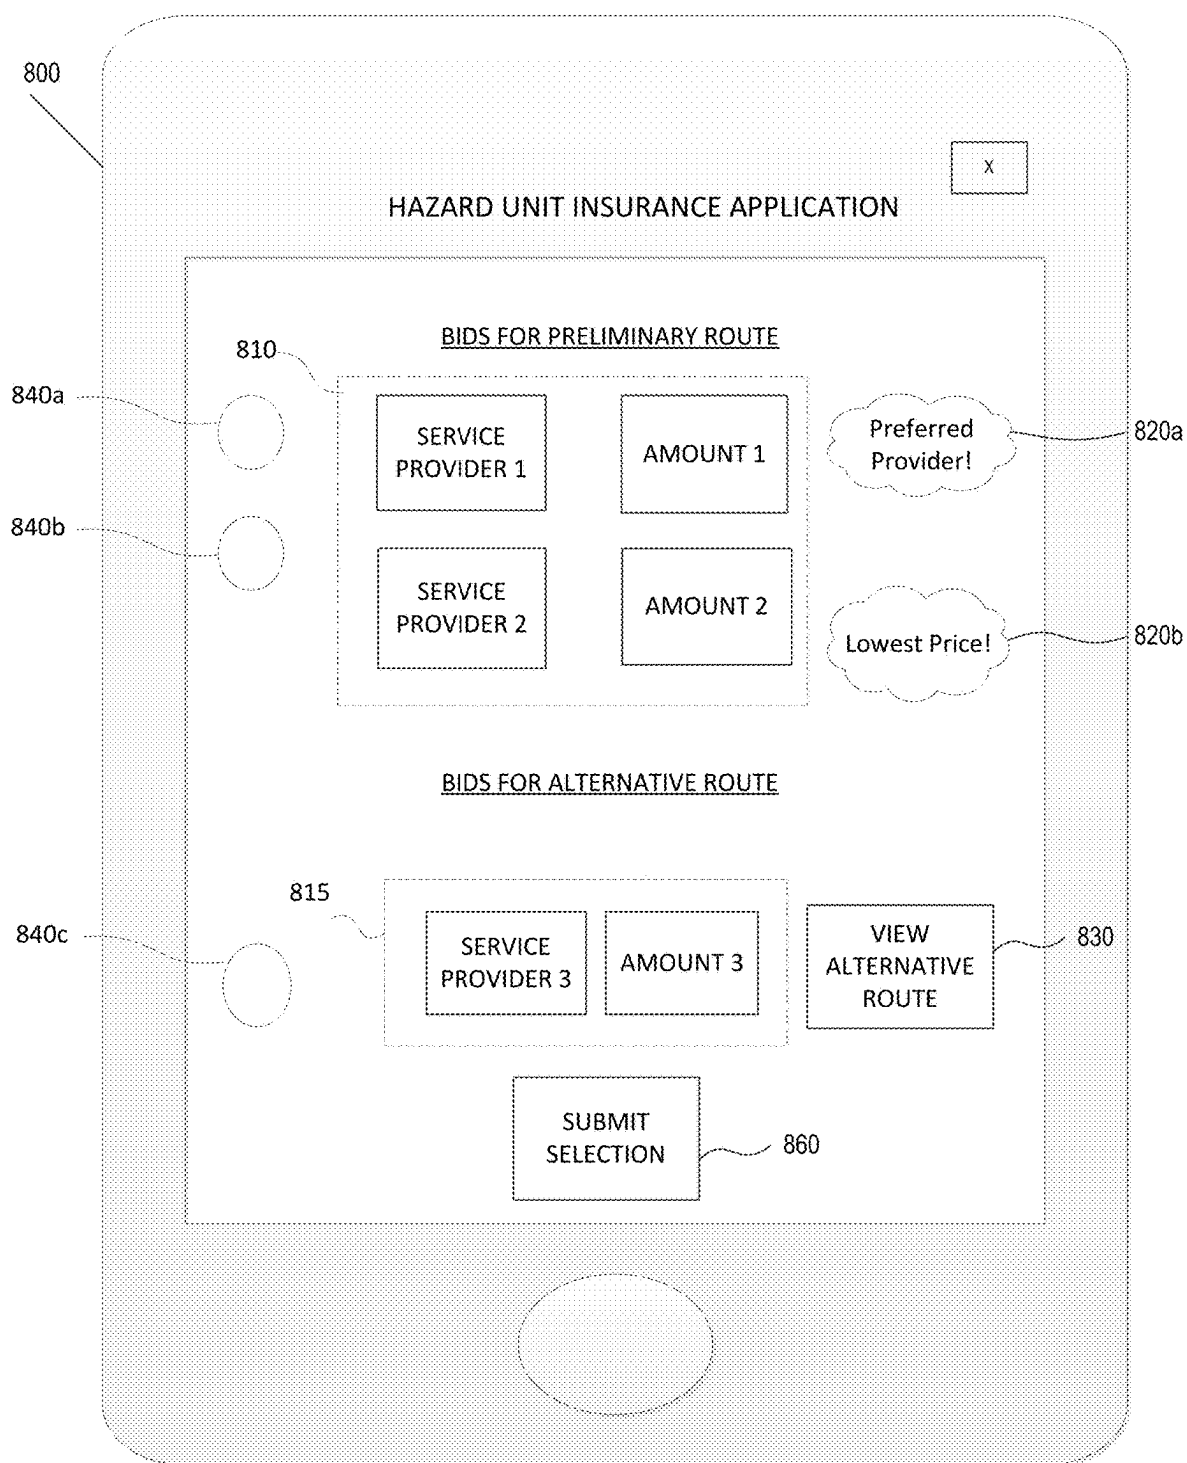 800
X
HAZARD UNIT INSURANCE APPLICATION
BIDS FOR PRELIMINARY ROUTE
810
840a
SERVICE
PROVIDER 1
AMOUNT 1
Preferred
Provider!
820a
840b
SERVICE
PROVIDER 2
AMOUNT 2
Lowest Price!
820b
BIDS FOR ALTERNATIVE ROUTE
815
840c
SERVICE
PROVIDER 3
AMOUNT 3
VIEW
ALTERNATIVE
ROUTE
830
SUBMIT
SELECTION
860